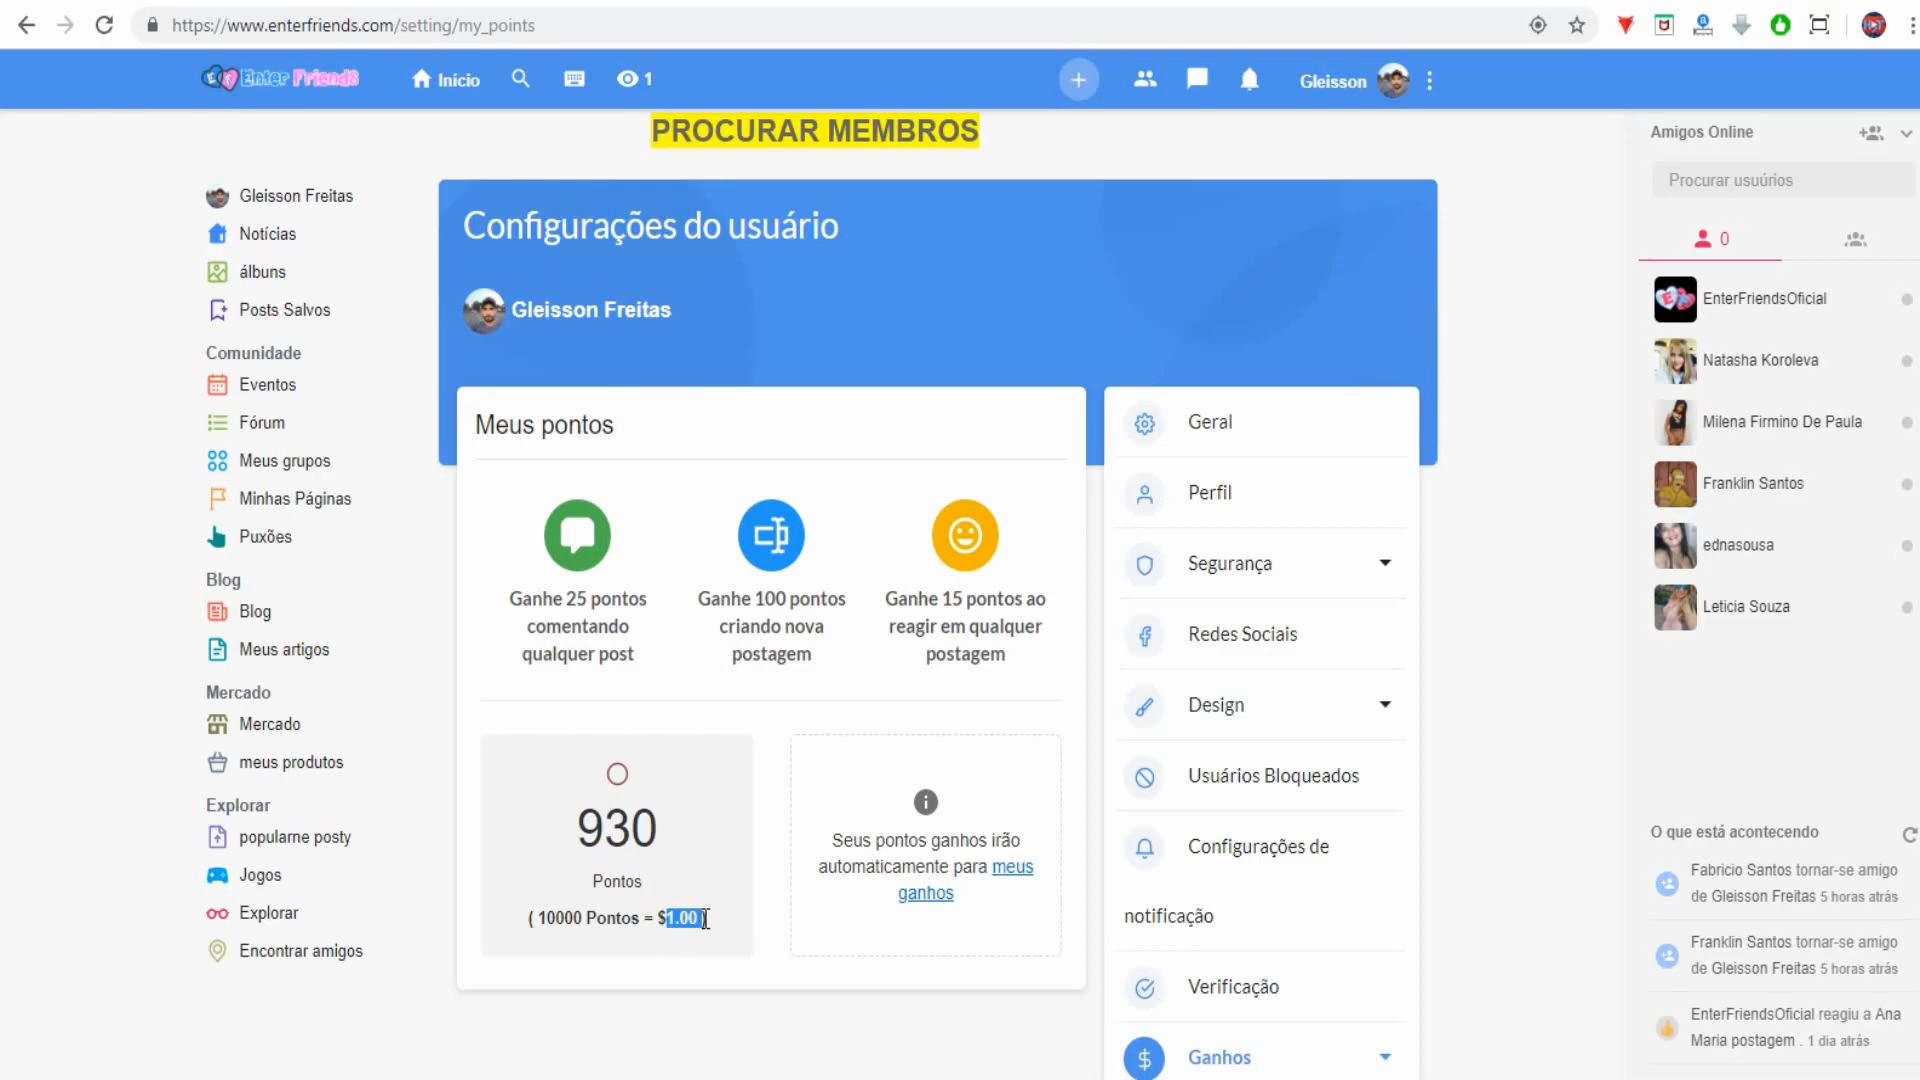 https://www.enterfriends.com/setting/my_points
Enter Friends
Inicio
1
Gleisson
PROCURAR MEMBROS
Gleisson Freitas
Notícias
álbuns
Posts Salvos
Comunidade
Eventos
Fórum
Meus grupos
Minhas Páginas
Puxões
Blog
Blog
Meus artigos
Mercado
Mercado
meus produtos
Explorar
popularne posty
Jogos
Explorar
Encontrar amigos
Configurações do usuário
Gleisson Freitas
Meus pontos
Ganhe 25 pontos
comentando
qualquer post
Ganhe 100 pontos
criando nova
postagem
Ganhe 15 pontos ao
reagir em qualquer
postagem
930
Pontos
( 10000 Pontos = $1.00 )
Seus pontos ganhos irão
automaticamente para meus
ganhos
Geral
Perfil
Segurança
Redes Sociais
Design
Usuários Bloqueados
Configurações de
notificação
Verificação
Ganhos
Amigos Online
Procurar usuúrios
0
EnterFriendsOficial
Natasha Koroleva
Milena Firmino De Paula
Franklin Santos
ednasousa
Leticia Souza
O que está acontecendo
Fabricio Santos tornar-se amigo
de Gleisson Freitas 5 horas atrás
Franklin Santos tornar-se amigo
de Gleisson Freitas 5 horas atrás
EnterFriendsOficial reagiu a Ana
Maria postagem . 1 dia atrás